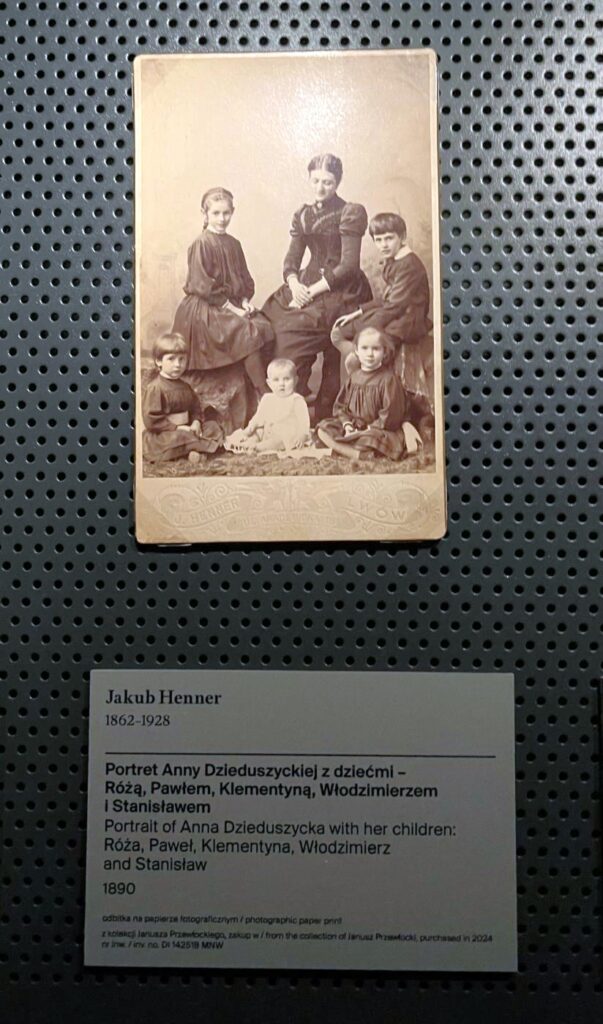 J. HENNER
LWÓW
Jakub Henner
1862–1928
Portret Anny Dzieduszyckiej z dziećmi –
Różą, Pawłem, Klementyną, Włodzimierzem
i Stanisławem
Portrait of Anna Dzieduszycka with her children:
Róża, Paweł, Klementyna, Włodzimierz
and Stanisław
1890
odbitka na papierze fotograficznym / photographic paper print
z kolekcji Janusza Przewłockiego, zakup w / from the collection of Janusz Przewłocki, purchased in 2024
nr inw. / inv. no. DI 142518 MNW